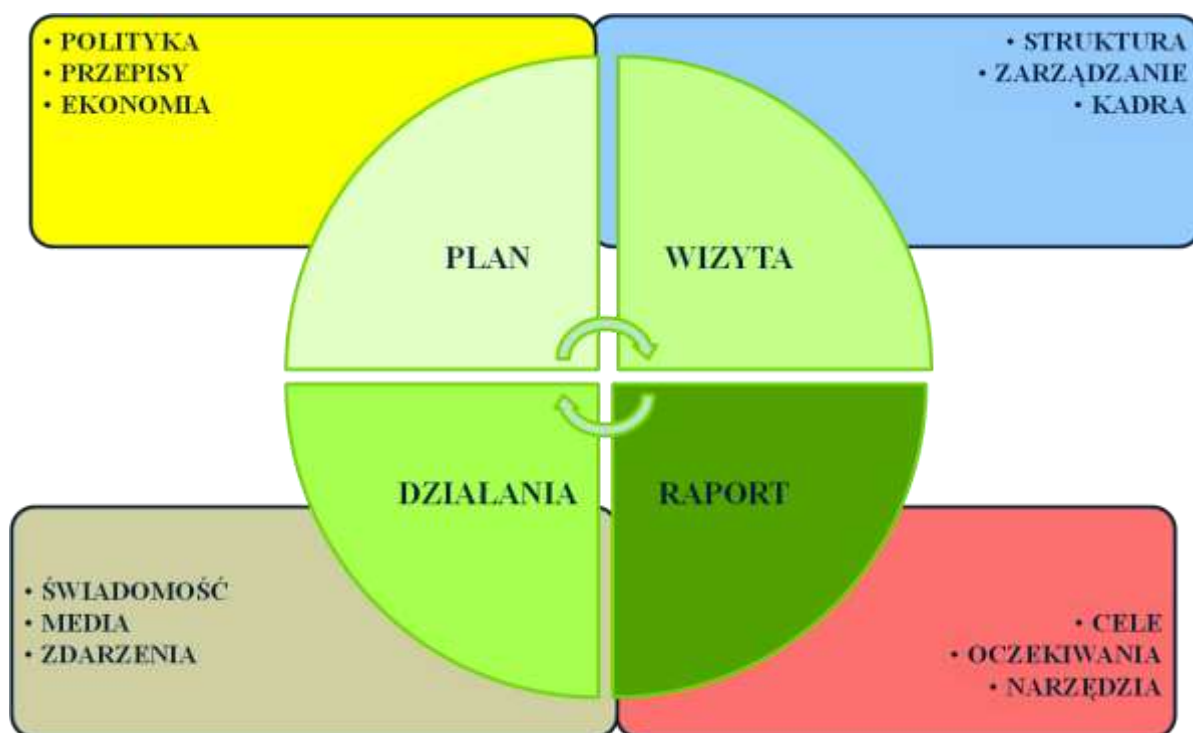 • POLITYKA
• PRZEPISY
• EKONOMIA
• STRUKTURA
• ZARZĄDZANIE
• KADRA
PLAN
WIZYTA
DZIALANIA
RAPORT
• ŚWIADOMOŚĆ
• MEDIA
• ZDARZENIA
• CELE
• OCZEKIWANIA
• NARZĘDZIA